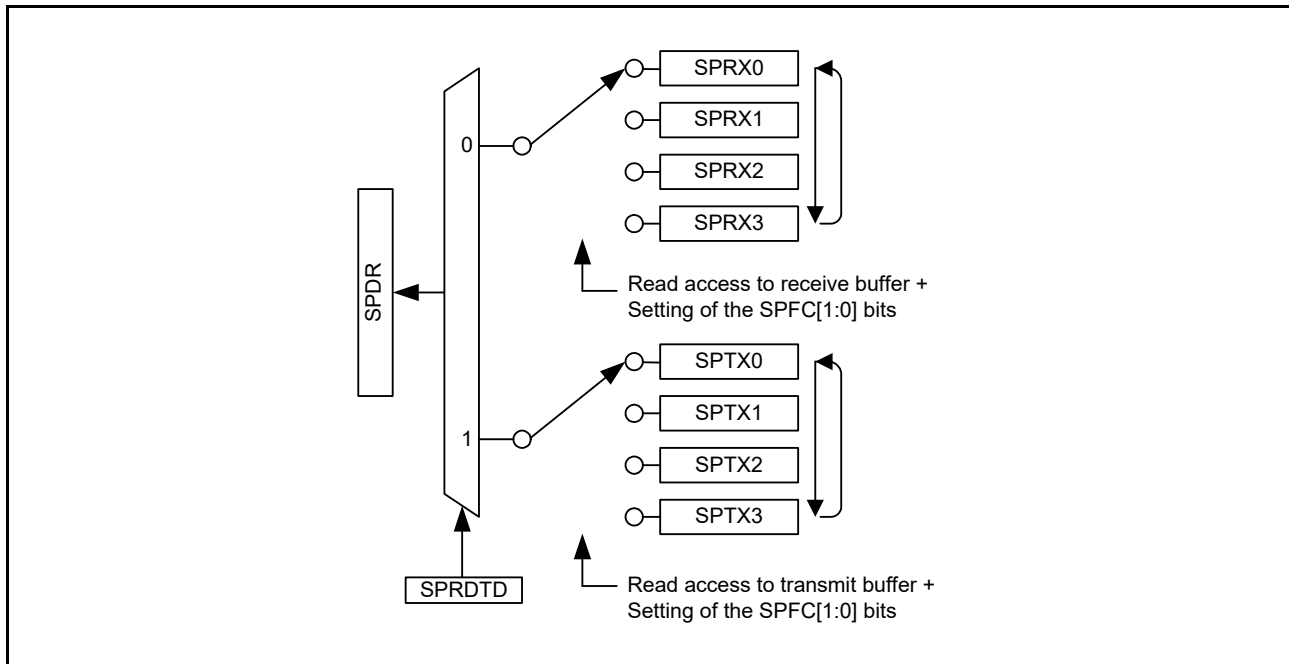 SPRX0
SPRX1
0
SPRX2
SPRX3
SPDR
Read access to receive buffer +
Setting of the SPFC[1:0] bits
SPTX0
SPTX1
1
SPTX2
SPTX3
SPRDTD
Read access to transmit buffer +
Setting of the SPFC[1:0] bits